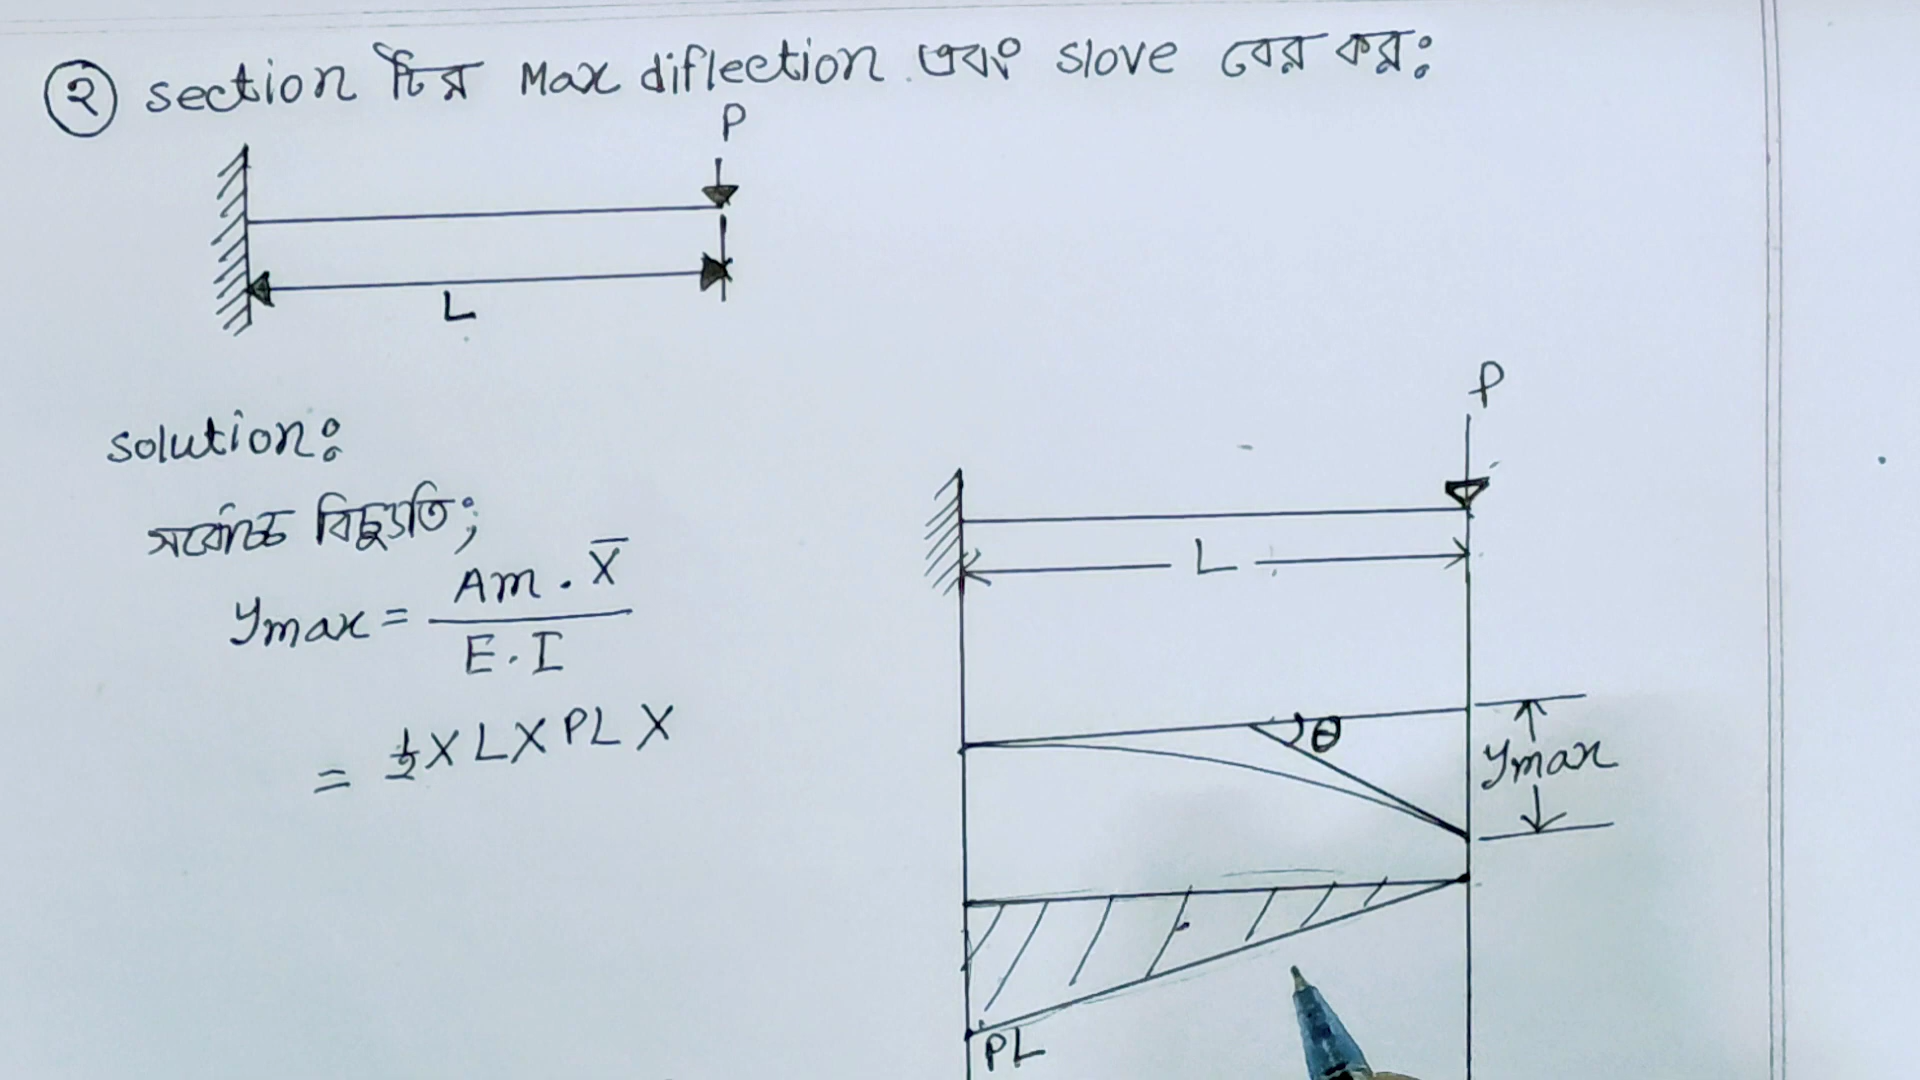 ২ section টির Max diflection এবং slove বের কর:
P
L
solution:
সর্বোচ্চ বিচ্যুতি;
ymax = Am . X̅ / E . I
= ½ X L X PL X
P
L
θ
ymax
PL